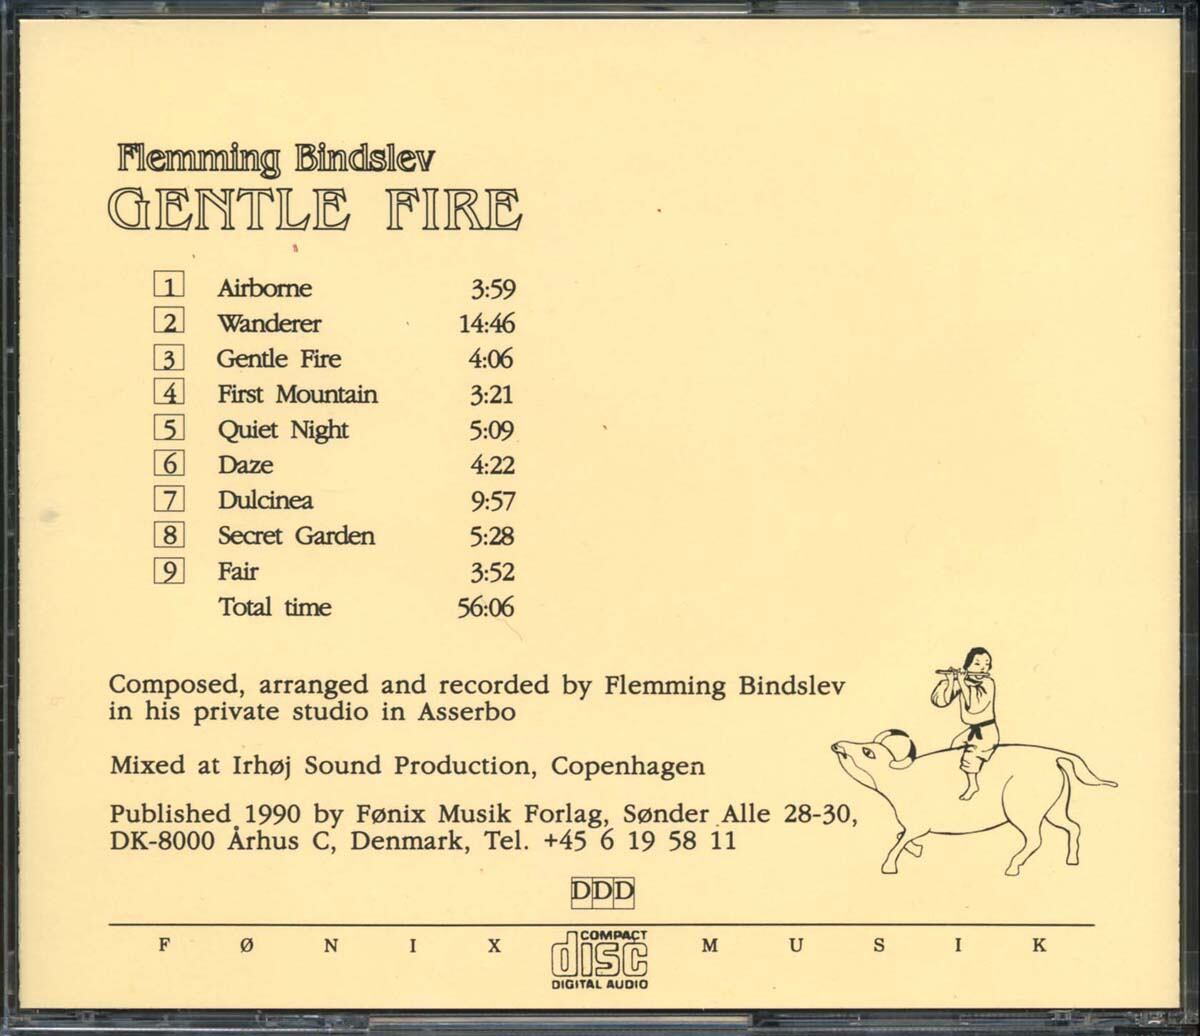 Flemming Bindslev
GENTLE FIRE
1 Airborne 3:59
2 Wanderer 14:46
3 Gentle Fire 4:06
4 First Mountain 3:21
5 Quiet Night 5:09
6 Daze 4:22
7 Dulcinea 9:57
8 Secret Garden 5:28
9 Fair 3:52
Total time 56:06
Composed, arranged and recorded by Flemming Bindslev
in his private studio in Asserbo
Mixed at Irhøj Sound Production, Copenhagen
Published 1990 by Fønix Musik Forlag, Sønder Alle 28-30,
DK-8000 Århus C, Denmark, Tel. +45 6 19 58 11
DDD
FØNIX MUSIK
COMPACT
disc
DIGITAL AUDIO